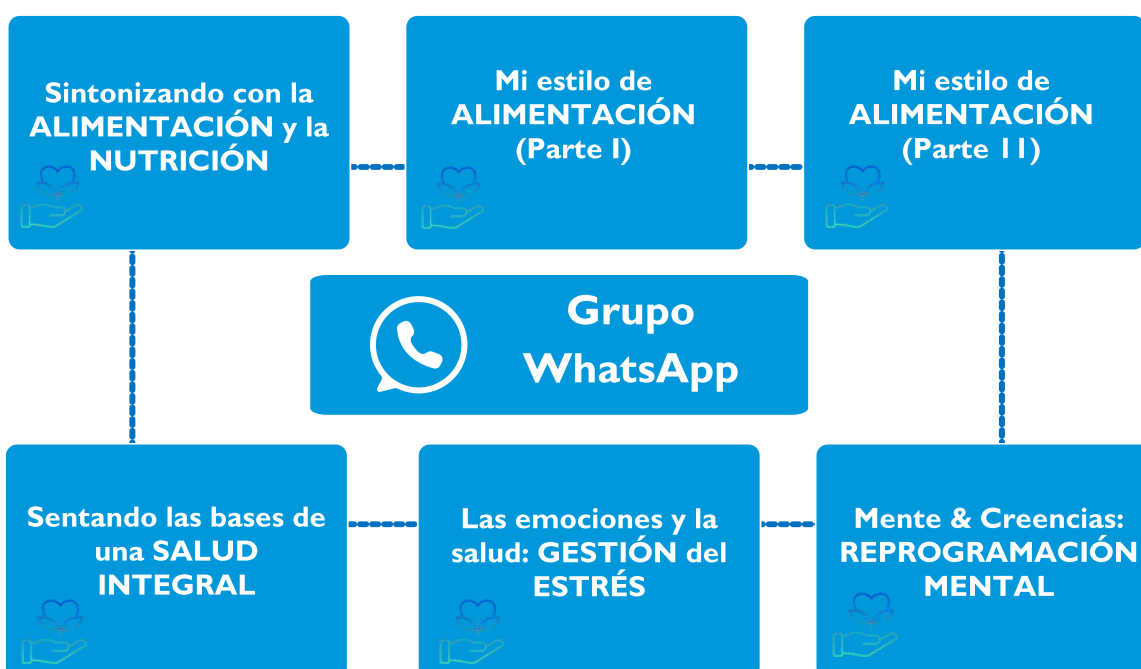 Sintonizando con la
ALIMENTACIÓN y la
NUTRICIÓN
Mi estilo de
ALIMENTACIÓN
(Parte I)
Mi estilo de
ALIMENTACIÓN
(Parte 11)
Grupo
WhatsApp
Sentando las bases de
una SALUD
INTEGRAL
Las emociones y la
salud: GESTIÓN del
ESTRÉS
Mente & Creencias:
REPROGRAMACIÓN
MENTAL